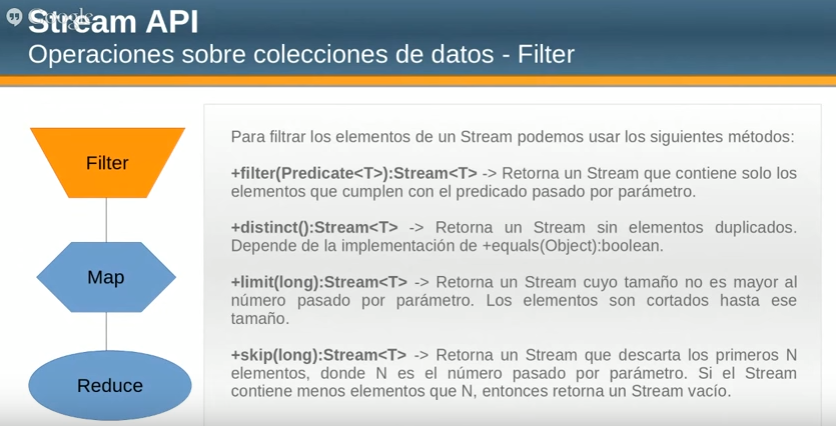 Google
Stream API
Operaciones sobre colecciones de datos - Filter
Filter
Map
Reduce
Para filtrar los elementos de un Stream podemos usar los siguientes métodos:
+filter(Predicate<T>):Stream<T> -> Retorna un Stream que contiene solo los
elementos que cumplen con el predicado pasado por parámetro.
+distinct():Stream<T> -> Retorna un Stream sin elementos duplicados.
Depende de la implementación de +equals(Object):boolean.
+limit(long):Stream<T> -> Retorna un Stream cuyo tamaño no es mayor al
número pasado por parámetro. Los elementos son cortados hasta ese
tamaño.
+skip(long):Stream<T> -> Retorna un Stream que descarta los primeros N
elementos, donde N es el número pasado por parámetro. Si el Stream
contiene menos elementos que N, entonces retorna un Stream vacío.